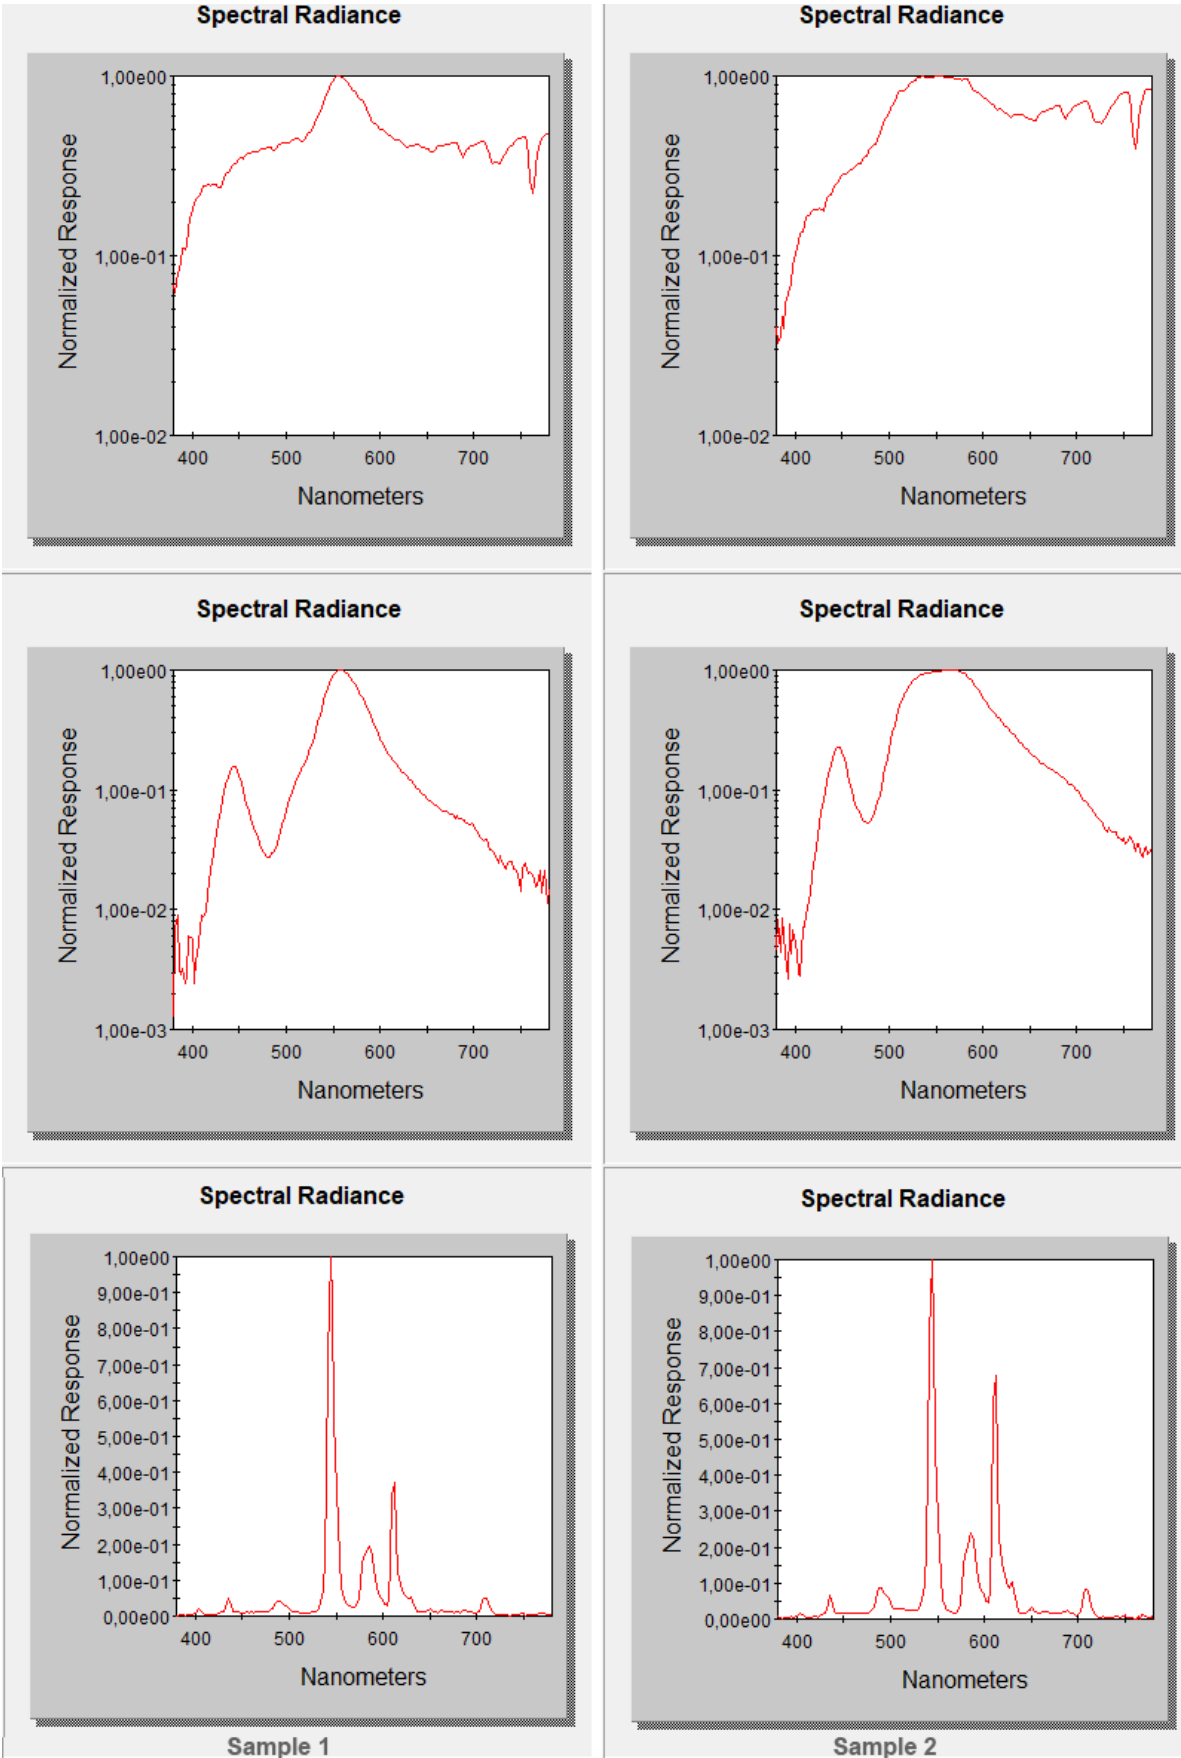 Spectral Radiance
Normalized Response
1,00e00
1,00e-01
1,00e-02
400 500 600 700
Nanometers
Spectral Radiance
Normalized Response
1,00e00
1,00e-01
1,00e-02
400 500 600 700
Nanometers
Spectral Radiance
Normalized Response
1,00e00
1,00e-01
1,00e-02
1,00e-03
400 500 600 700
Nanometers
Spectral Radiance
Normalized Response
1,00e00
1,00e-01
1,00e-02
1,00e-03
400 500 600 700
Nanometers
Spectral Radiance
Normalized Response
1,00e00
9,00e-01
8,00e-01
7,00e-01
6,00e-01
5,00e-01
4,00e-01
3,00e-01
2,00e-01
1,00e-01
0,00e00
400 500 600 700
Nanometers
Sample 1
Spectral Radiance
Normalized Response
1,00e00
9,00e-01
8,00e-01
7,00e-01
6,00e-01
5,00e-01
4,00e-01
3,00e-01
2,00e-01
1,00e-01
0,00e00
400 500 600 700
Nanometers
Sample 2